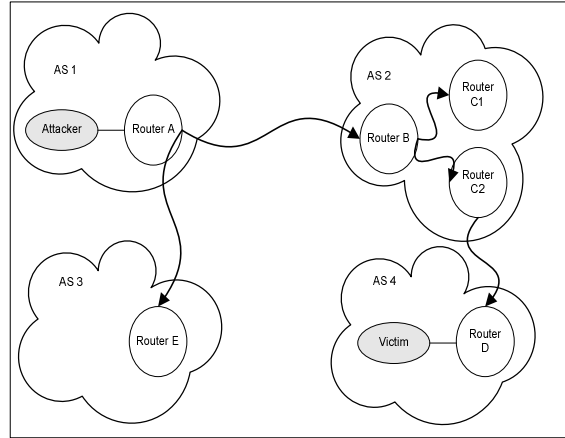 AS 1
Attacker
Router A
AS 2
Router B
Router
C1
Router
C2
AS 3
Router E
AS 4
Victim
Router
D